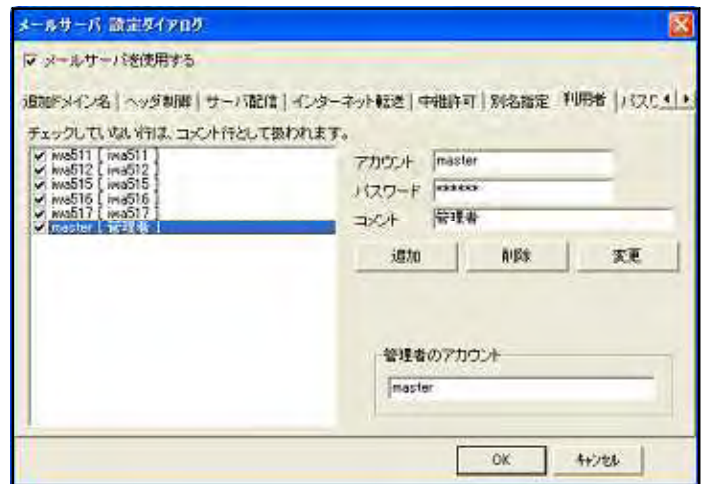 メールサーバ 設定ダイアログ
メールサーバを使用する
追加ドメイン名 ヘッダ制御 サーバ配信 インターネット転送 中継許可 別名指定 利用者
チェックしていない行は、コメント行として扱われます。
iwa511 [ iwa511 ]
iwa512 [ iwa512 ]
iwa515 [ iwa515 ]
iwa516 [ iwa516 ]
iwa517 [ iwa517 ]
master [ 管理者 ]
アカウント master
パスワード ******
コメント 管理者
追加 削除 変更
管理者のアカウント
master
OK キャンセル